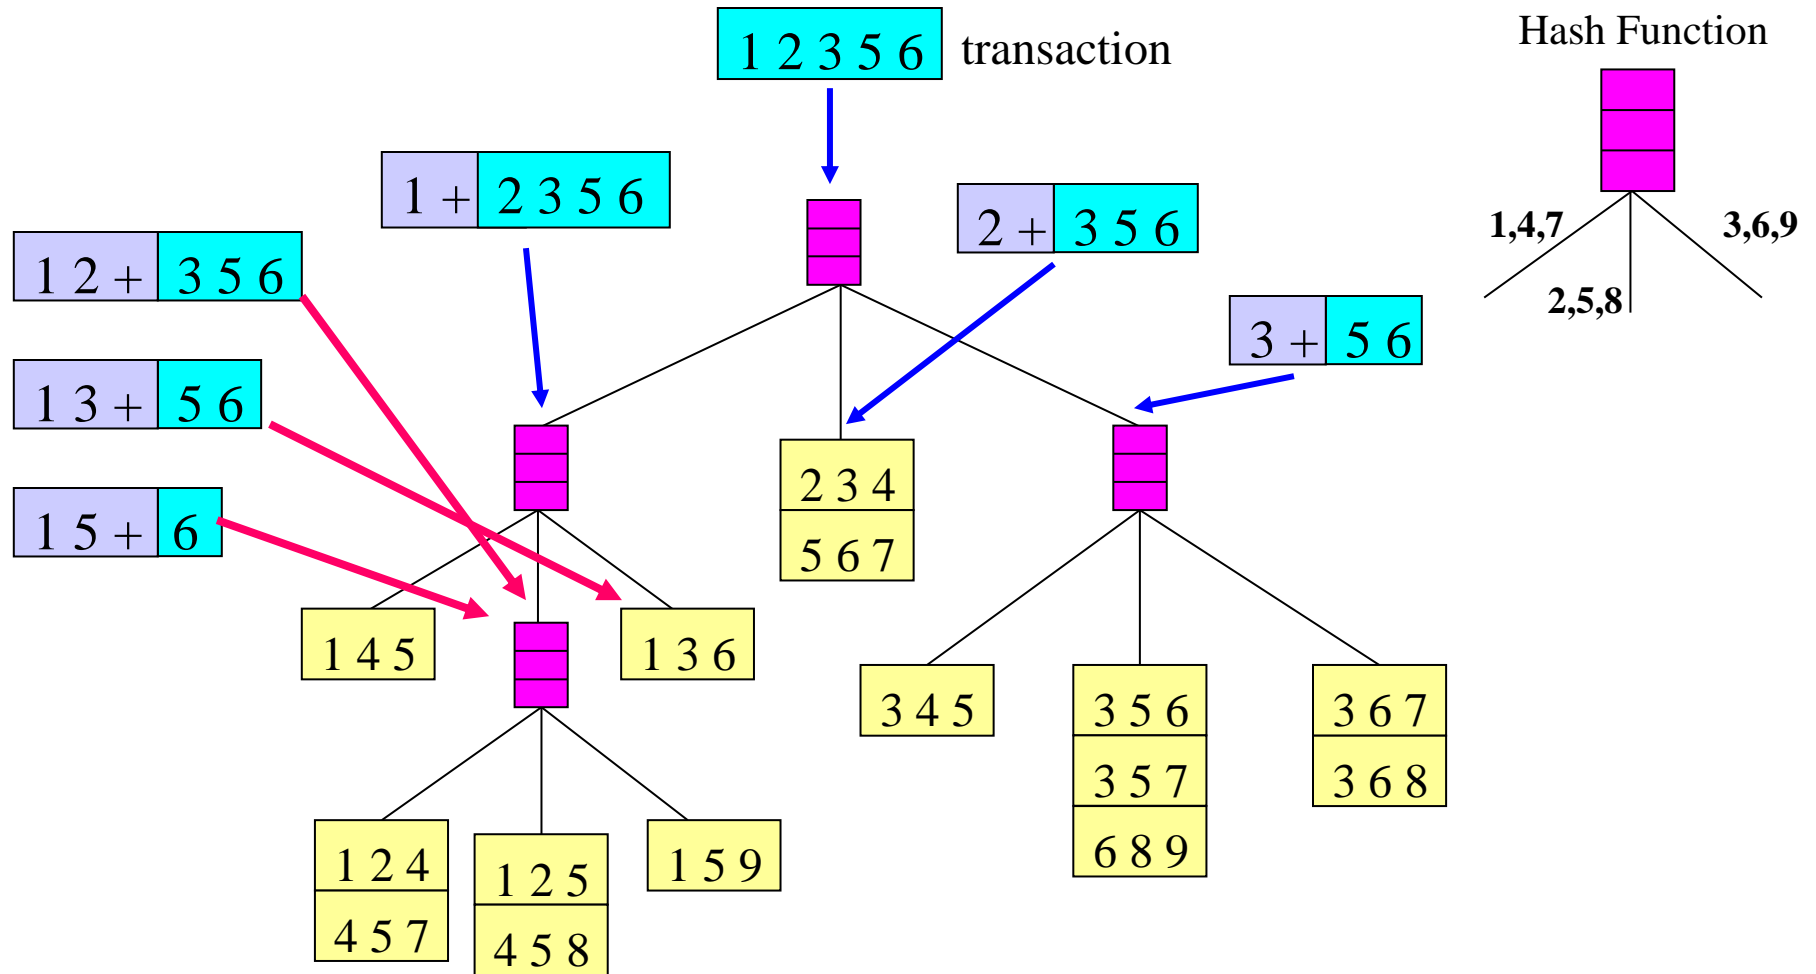 1 2 3 5 6 transaction
Hash Function
1 + 2 3 5 6
2 + 3 5 6
1,4,7
3,6,9
2,5,8
1 2 + 3 5 6
3 + 5 6
1 3 + 5 6
1 5 + 6
2 3 4
5 6 7
1 4 5
1 3 6
3 4 5
3 5 6
3 6 7
3 5 7
3 6 8
6 8 9
1 2 4
1 2 5
1 5 9
4 5 7
4 5 8